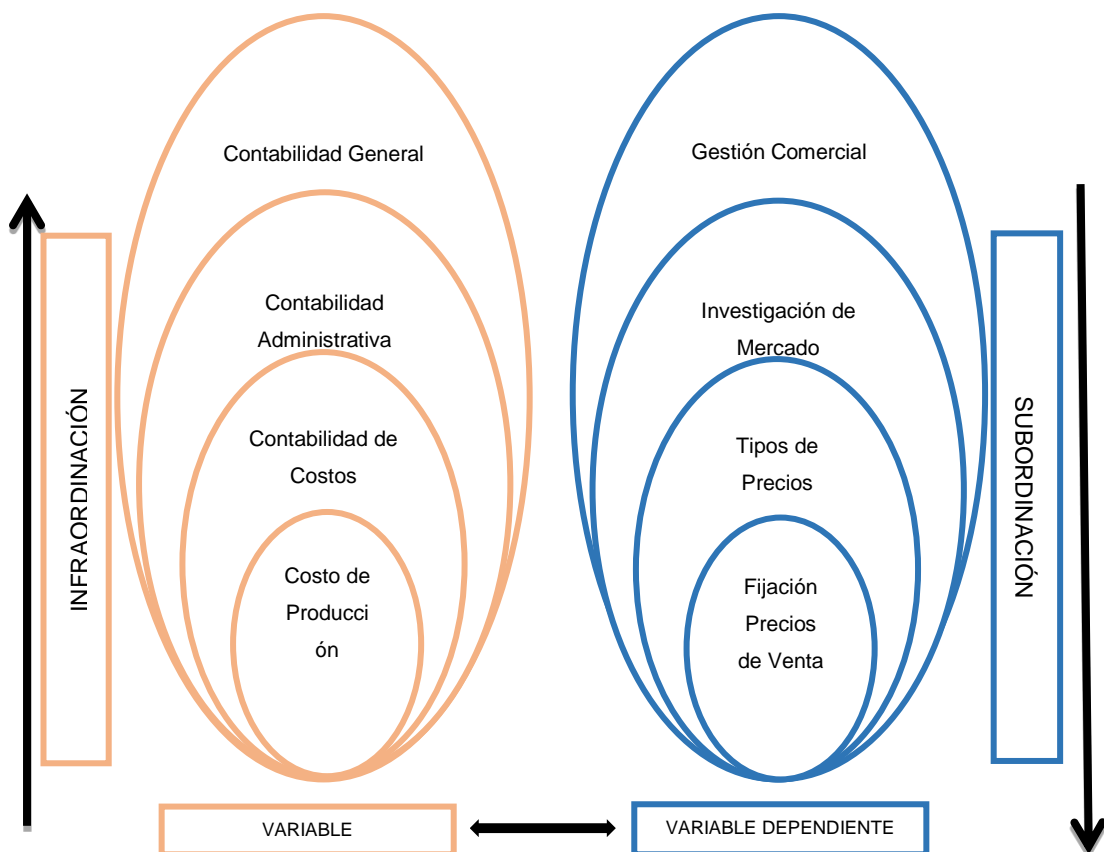 Contabilidad General
Contabilidad
Administrativa
Contabilidad de
Costos
Costo de
Producci
ón
INFRAORDINACIÓN
VARIABLE
Gestión Comercial
Investigación de
Mercado
Tipos de
Precios
Fijación
Precios
de Venta
SUBORDINACIÓN
VARIABLE DEPENDIENTE